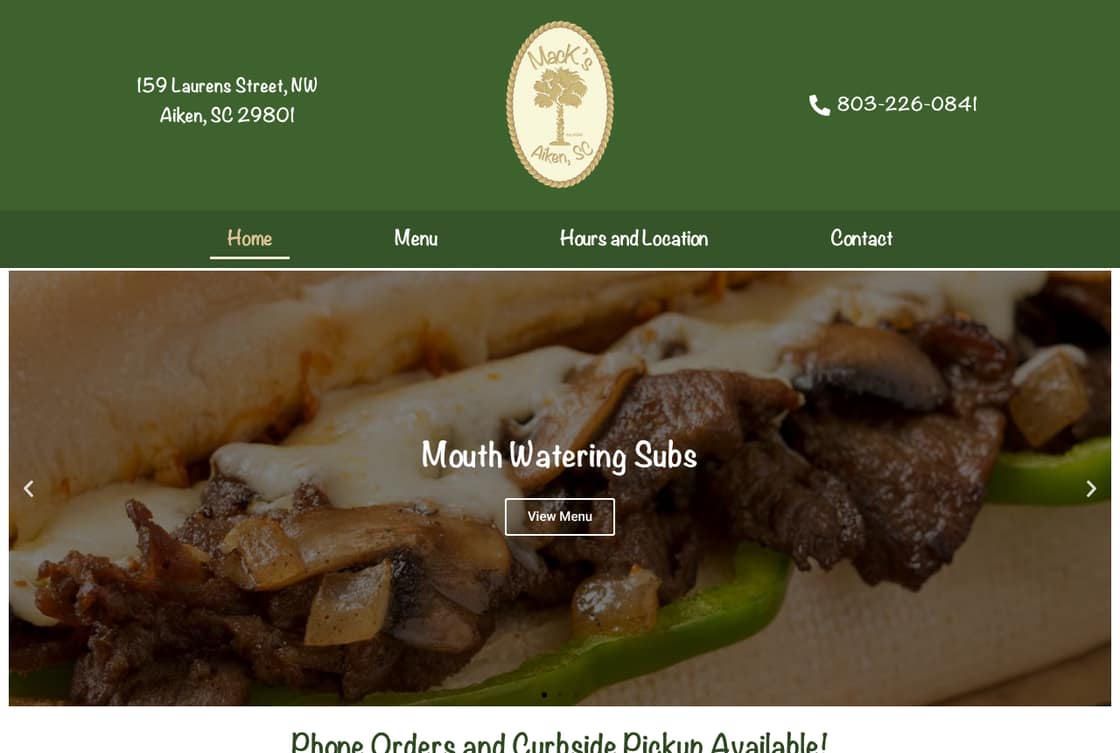 159 Laurens Street, NW
Aiken, SC 29801
Mack's
Aiken, SC
803-226-0841
Home
Menu
Hours and Location
Contact
Mouth Watering Subs
View Menu
Phone Orders and Curbside Pickup Available!